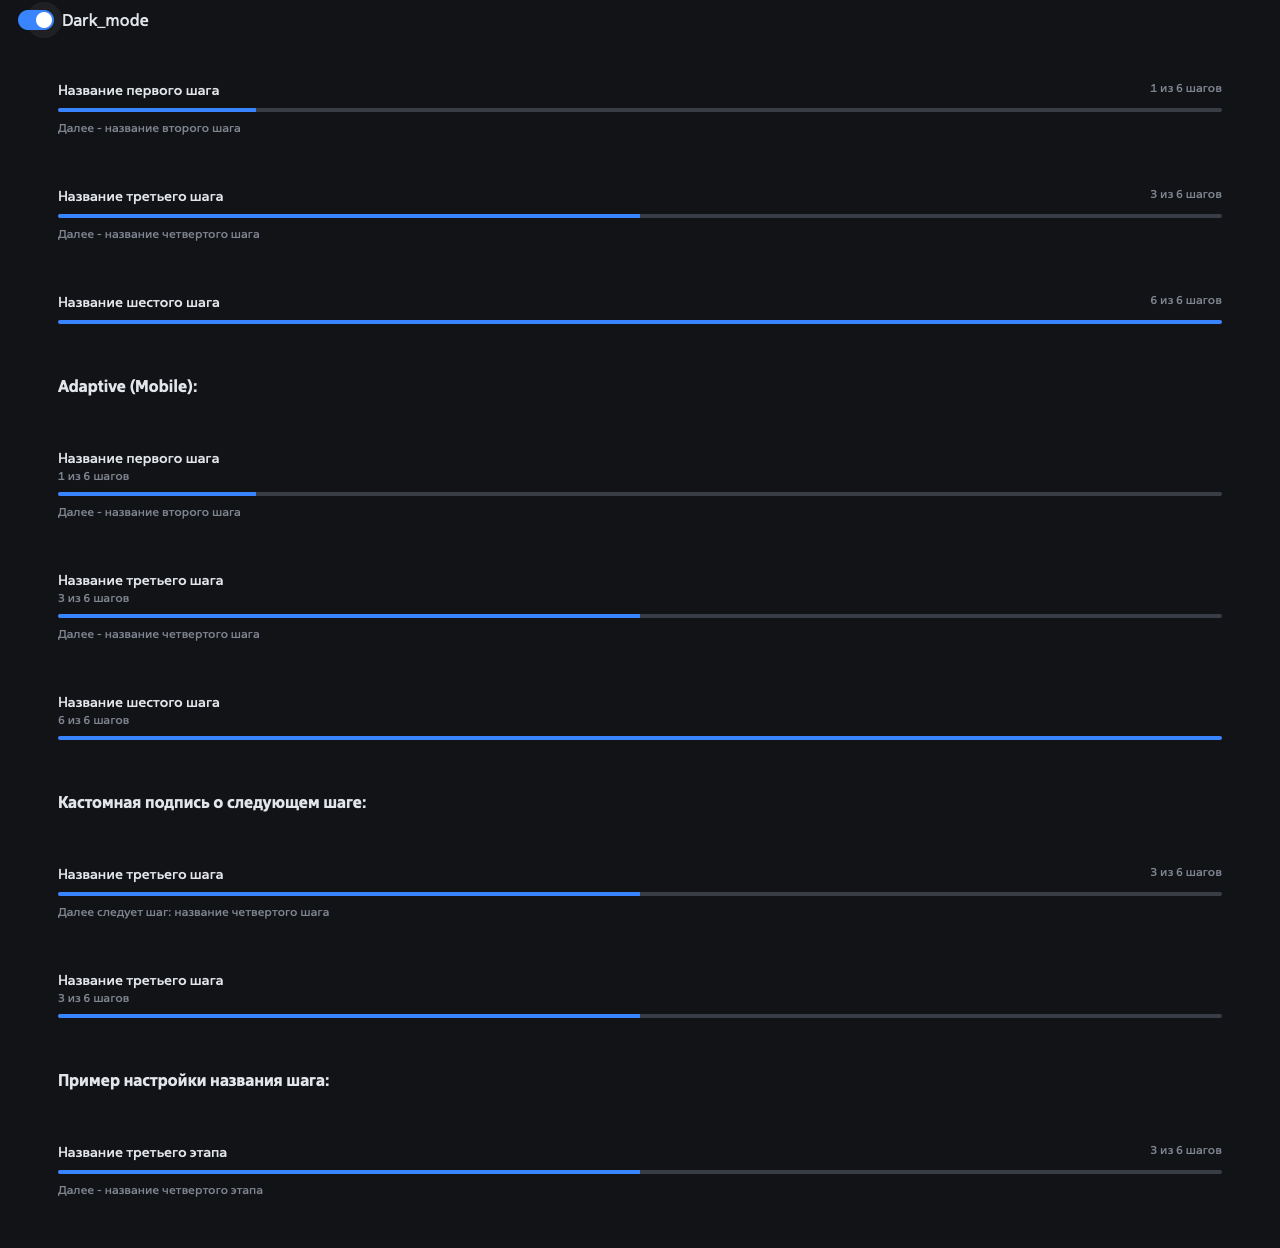 Dark_mode
Название первого шага
1 из 6 шагов
Далее - название второго шага
Название третьего шага
3 из 6 шагов
Далее - название четвертого шага
Название шестого шага
6 из 6 шагов
Adaptive (Mobile):
Название первого шага
1 из 6 шагов
Далее - название второго шага
Название третьего шага
3 из 6 шагов
Далее - название четвертого шага
Название шестого шага
6 из 6 шагов
Кастомная подпись о следующем шаге:
Название третьего шага
3 из 6 шагов
Далее следует шаг: название четвертого шага
Название третьего шага
3 из 6 шагов
Пример настройки названия шага:
Название третьего этапа
3 из 6 шагов
Далее - название четвертого этапа